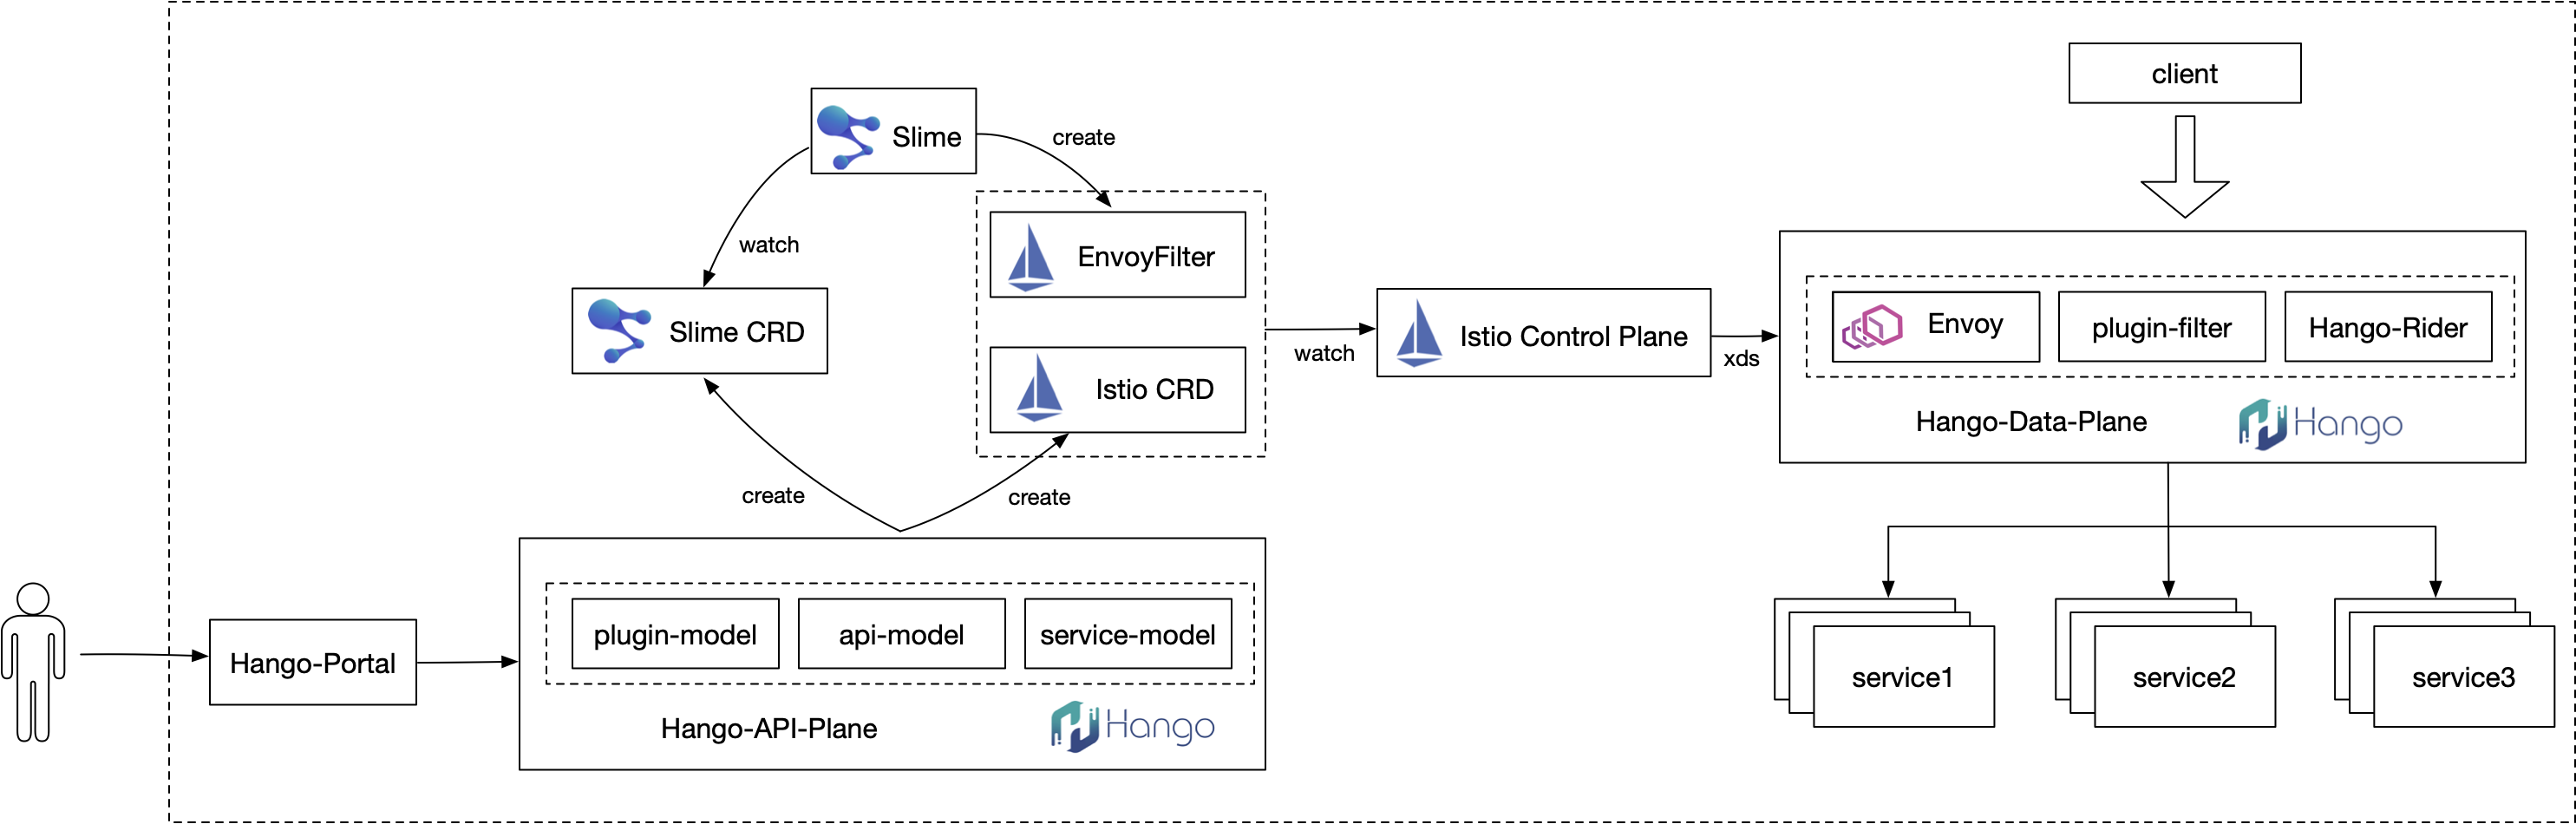 client
Slime
create
watch
EnvoyFilter
Slime CRD
Istio CRD
watch
Istio Control Plane
xds
Envoy
plugin-filter
Hango-Rider
Hango-Data-Plane
Hango
create
create
Hango-Portal
plugin-model
api-model
service-model
Hango-API-Plane
Hango
service1
service2
service3